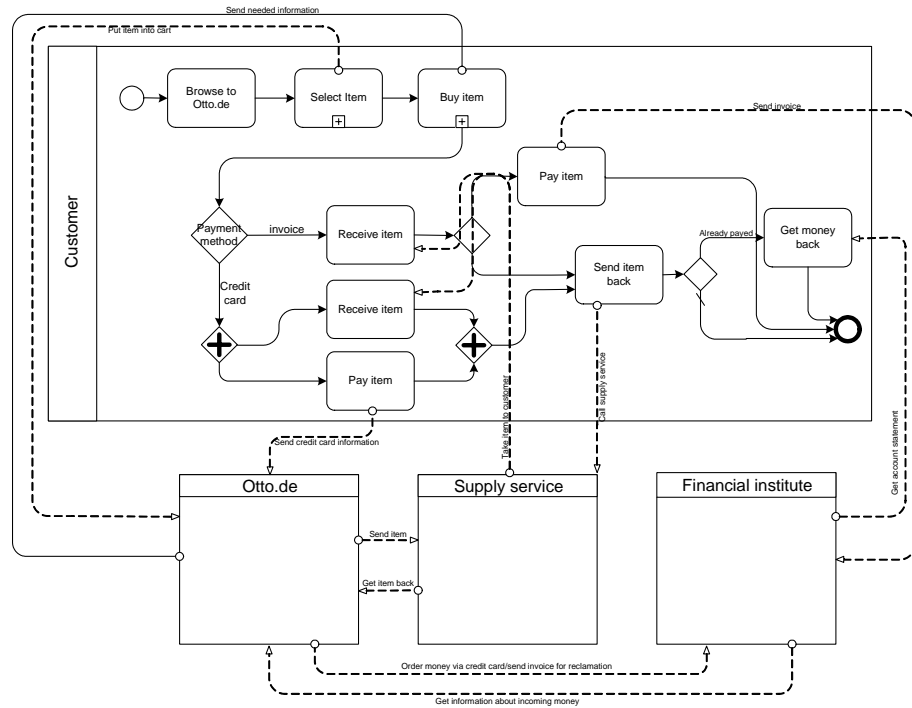 Send needed information
Put item into cart
Customer
Browse to
Otto.de
Select Item
Buy item
Send invoice
Pay item
Payment
method
invoice
Receive item
Already payed
Get money
back
Send item
back
Credit
card
Receive item
Pay item
Take item to customer
Call supply service
Get account statement
Send credit card information
Otto.de
Supply service
Financial institute
Send item
Get item back
Order money via credit card/send invoice for reclamation
Get information about incoming money